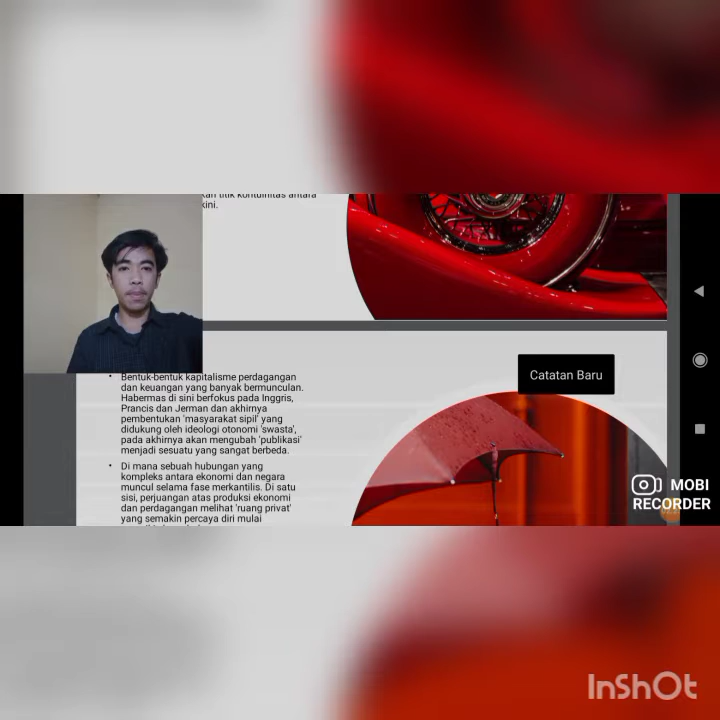 kini.
Bentuk-bentuk kapitalisme perdagangan
dan keuangan yang banyak bermunculan.
Habermas di sini berfokus pada Inggris,
Prancis dan Jerman dan akhirnya
pembentukan 'masyarakat sipil' yang
didukung oleh ideologi otonomi 'swasta',
pada akhirnya akan mengubah 'publikasi'
menjadi sesuatu yang sangat berbeda.
Di mana sebuah hubungan yang
kompleks antara ekonomi dan negara
muncul selama fase merkantilis. Di satu
sisi, perjuangan atas produksi ekonomi
dan perdagangan melihat 'ruang privat'
yang semakin percaya diri mulai
Catatan Baru
MOBI
RECORDER
InShOt